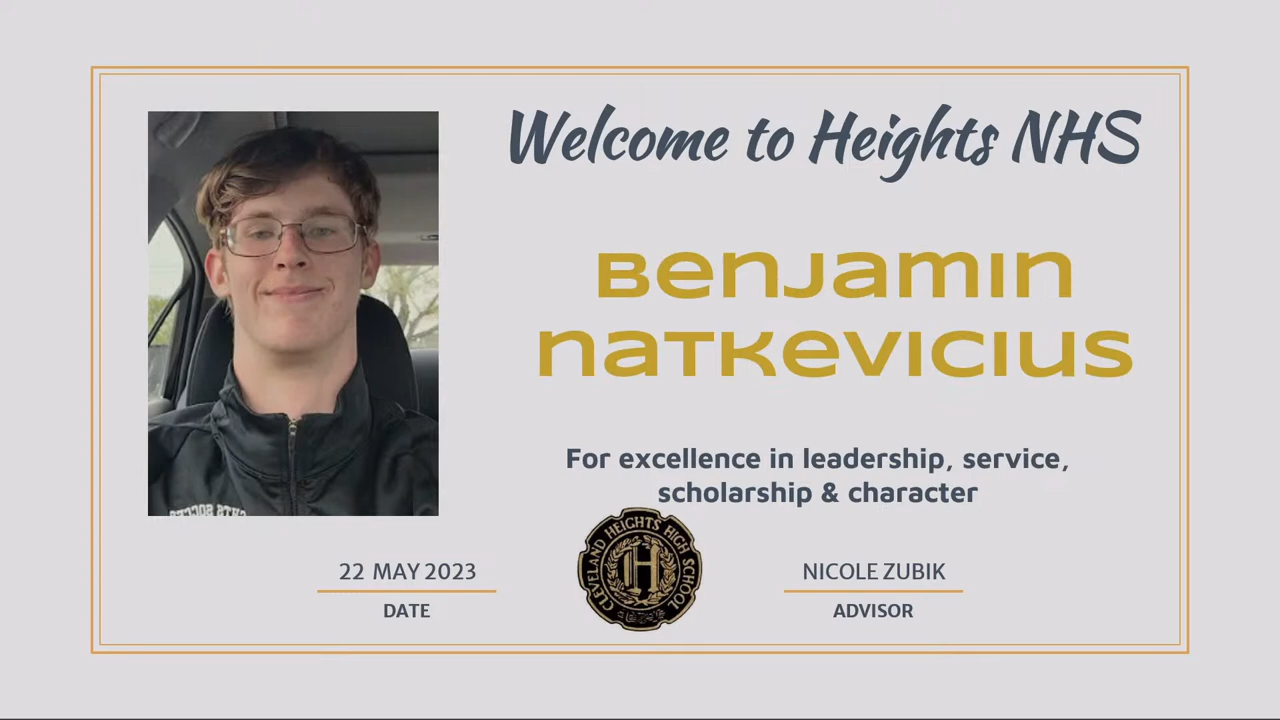 Welcome to Heights NHS
Benjamin
Natkevicius
For excellence in leadership, service,
scholarship & character
CLEVELAND HEIGHTS HIGH SCHOOL
H
22 MAY 2023
NICOLE ZUBIK
DATE
ADVISOR